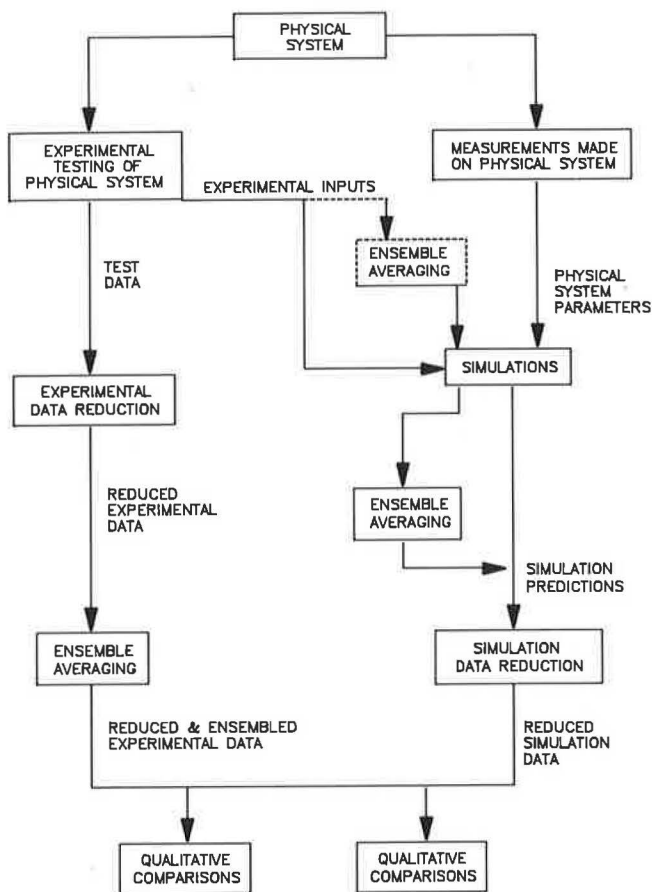 PHYSICAL
SYSTEM
EXPERIMENTAL
TESTING OF
PHYSICAL SYSTEM
MEASUREMENTS MADE
ON PHYSICAL SYSTEM
EXPERIMENTAL INPUTS
ENSEMBLE
AVERAGING
TEST
DATA
PHYSICAL
SYSTEM
PARAMETERS
SIMULATIONS
EXPERIMENTAL
DATA REDUCTION
REDUCED
EXPERIMENTAL
DATA
ENSEMBLE
AVERAGING
SIMULATION
PREDICTIONS
ENSEMBLE
AVERAGING
SIMULATION
DATA REDUCTION
REDUCED & ENSEMBLED
EXPERIMENTAL DATA
REDUCED
SIMULATION
DATA
QUALITATIVE
COMPARISONS
QUALITATIVE
COMPARISONS